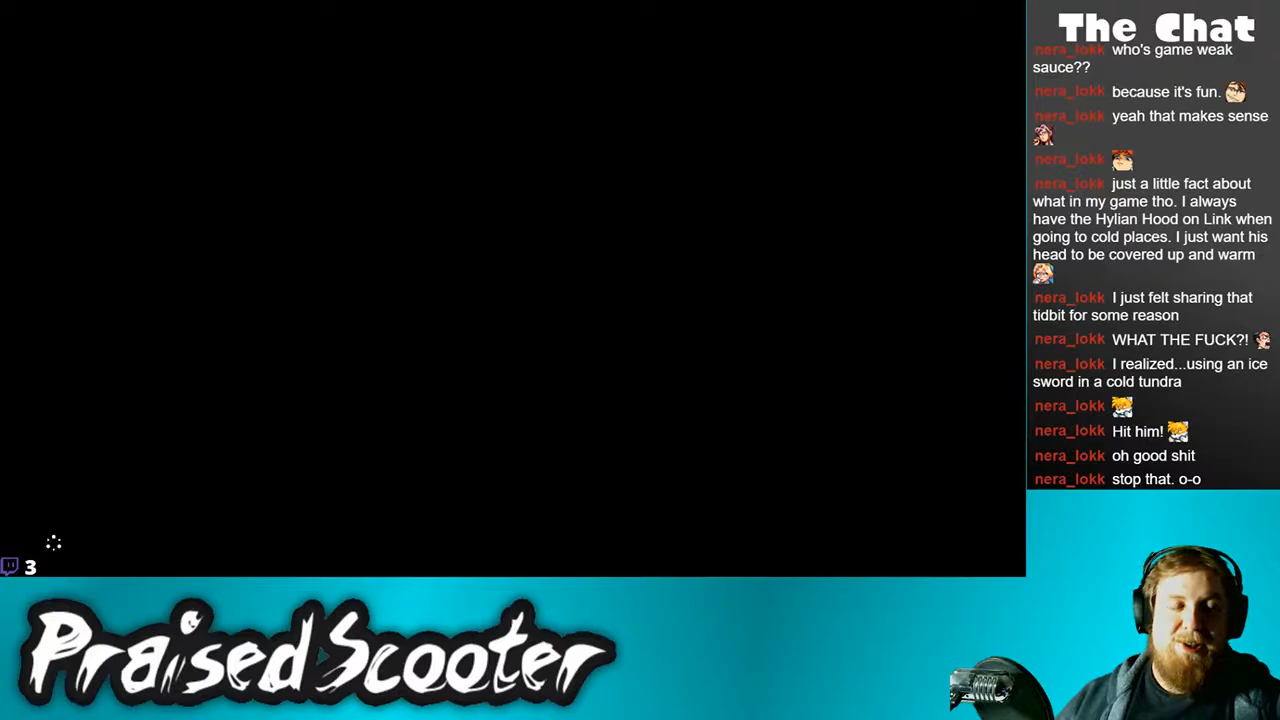 The Chat
nera_lokk who's game weak
sauce??
nera_lokk because it's fun.
nera_lokk yeah that makes sense
nera_lokk
nera_lokk just a little fact about
what in my game tho. I always
have the Hylian Hood on Link when
going to cold places. I just want his
head to be covered up and warm
nera_lokk I just felt sharing that
tidbit for some reason
nera_lokk WHAT THE FUCK?!
nera_lokk I realized...using an ice
sword in a cold tundra
nera_lokk
nera_lokk Hit him!
nera_lokk oh good shit
nera_lokk stop that. o-o
3
PraisedScooter